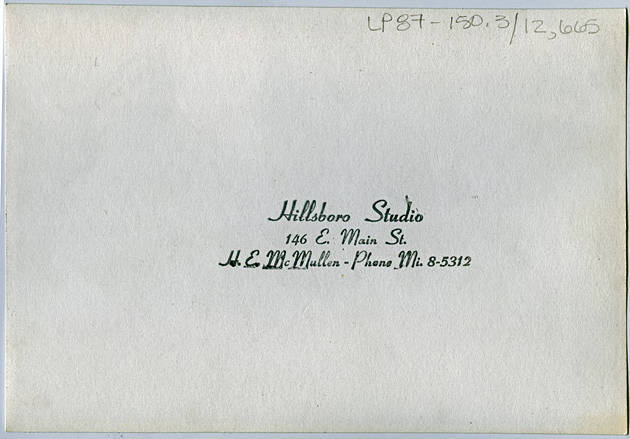 LP87-150.3/12,665
Hillsboro Studio
146 E. Main St.
H. E. McMullen - Phone Mi. 8-5312